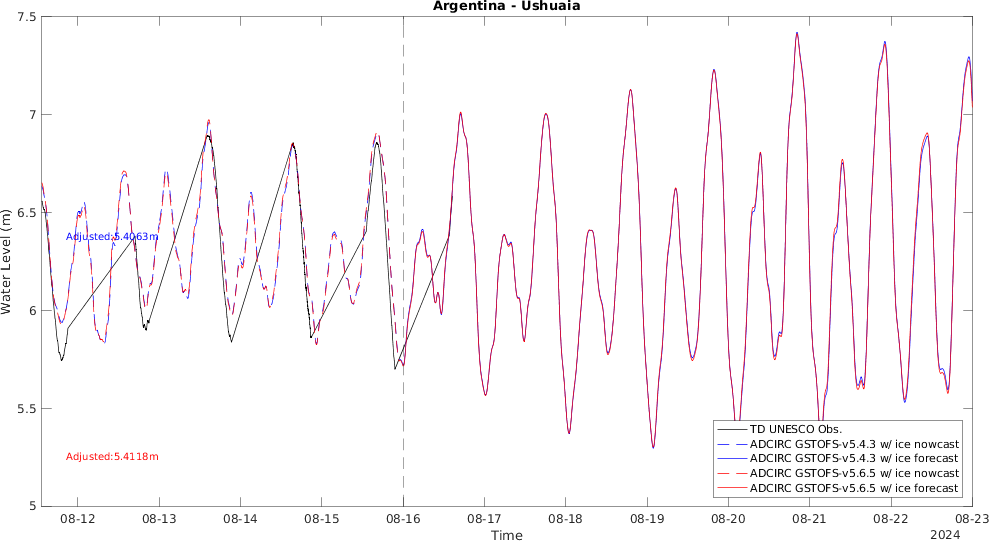 Argentina - Ushuaia
7.5
7
6.5
6
5.5
5
Water Level (m)
Adjusted:5.4063m
Adjusted:5.4118m
TD UNESCO Obs.
ADCIRC GSTOFS-v5.4.3 w/ ice nowcast
ADCIRC GSTOFS-v5.4.3 w/ ice forecast
ADCIRC GSTOFS-v5.6.5 w/ ice nowcast
ADCIRC GSTOFS-v5.6.5 w/ ice forecast
08-12 08-13 08-14 08-15 08-16 08-17 08-18 08-19 08-20 08-21 08-22 08-23
Time
2024